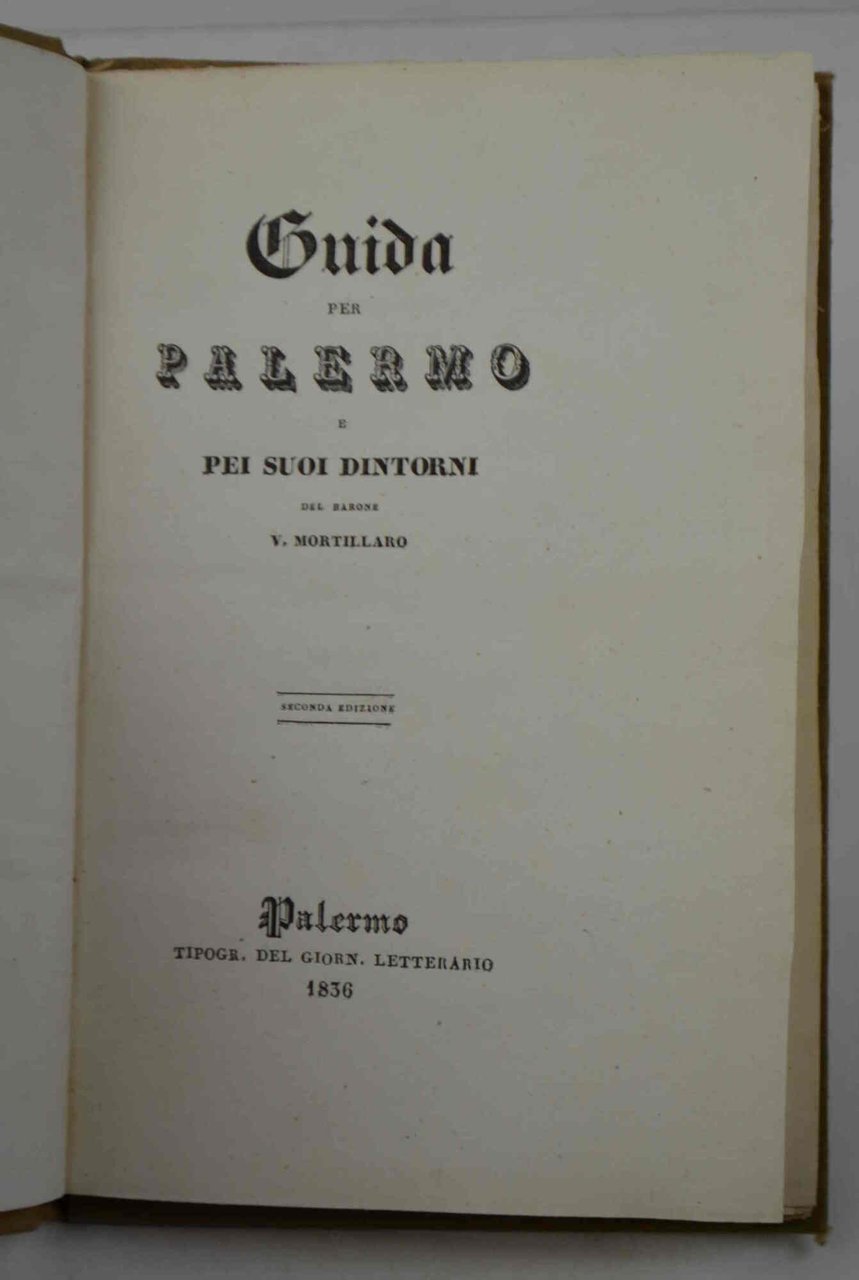 Guida
PER
PALERMO
E
PEI SUOI DINTORNI
DEL BARONE
V. MORTILLARO
SECONDA EDIZIONE
Palermo
TIPOGR. DEL GIORN. LETTERARIO
1836